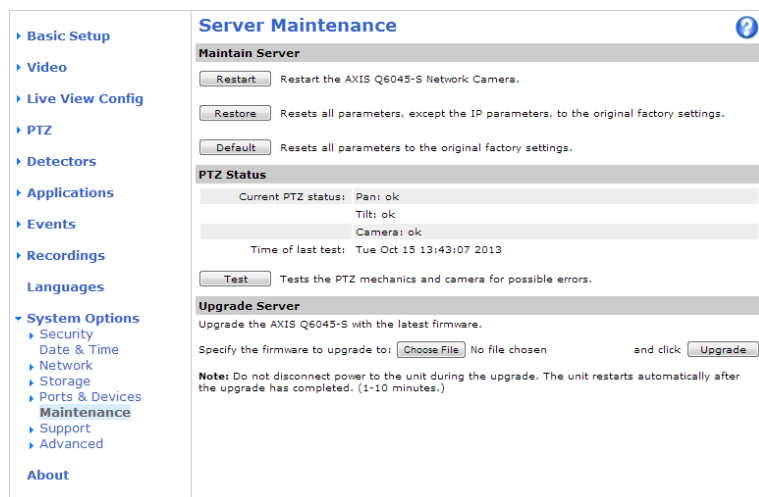 Basic Setup
Video
Live View Config
PTZ
Detectors
Applications
Events
Recordings
Languages
System Options
Security
Date & Time
Network
Storage
Ports & Devices
Maintenance
Support
Advanced
About
Server Maintenance
?
Maintain Server
Restart Restart the AXIS Q6045-S Network Camera.
Restore Resets all parameters, except the IP parameters, to the original factory settings.
Default Resets all parameters to the original factory settings.
PTZ Status
Current PTZ status: Pan: ok
Tilt: ok
Camera: ok
Time of last test: Tue Oct 15 13:43:07 2013
Test Tests the PTZ mechanics and camera for possible errors.
Upgrade Server
Upgrade the AXIS Q6045-S with the latest firmware.
Specify the firmware to upgrade to: Choose File No file chosen and click Upgrade
Note: Do not disconnect power to the unit during the upgrade. The unit restarts automatically after
the upgrade has completed. (1-10 minutes.)